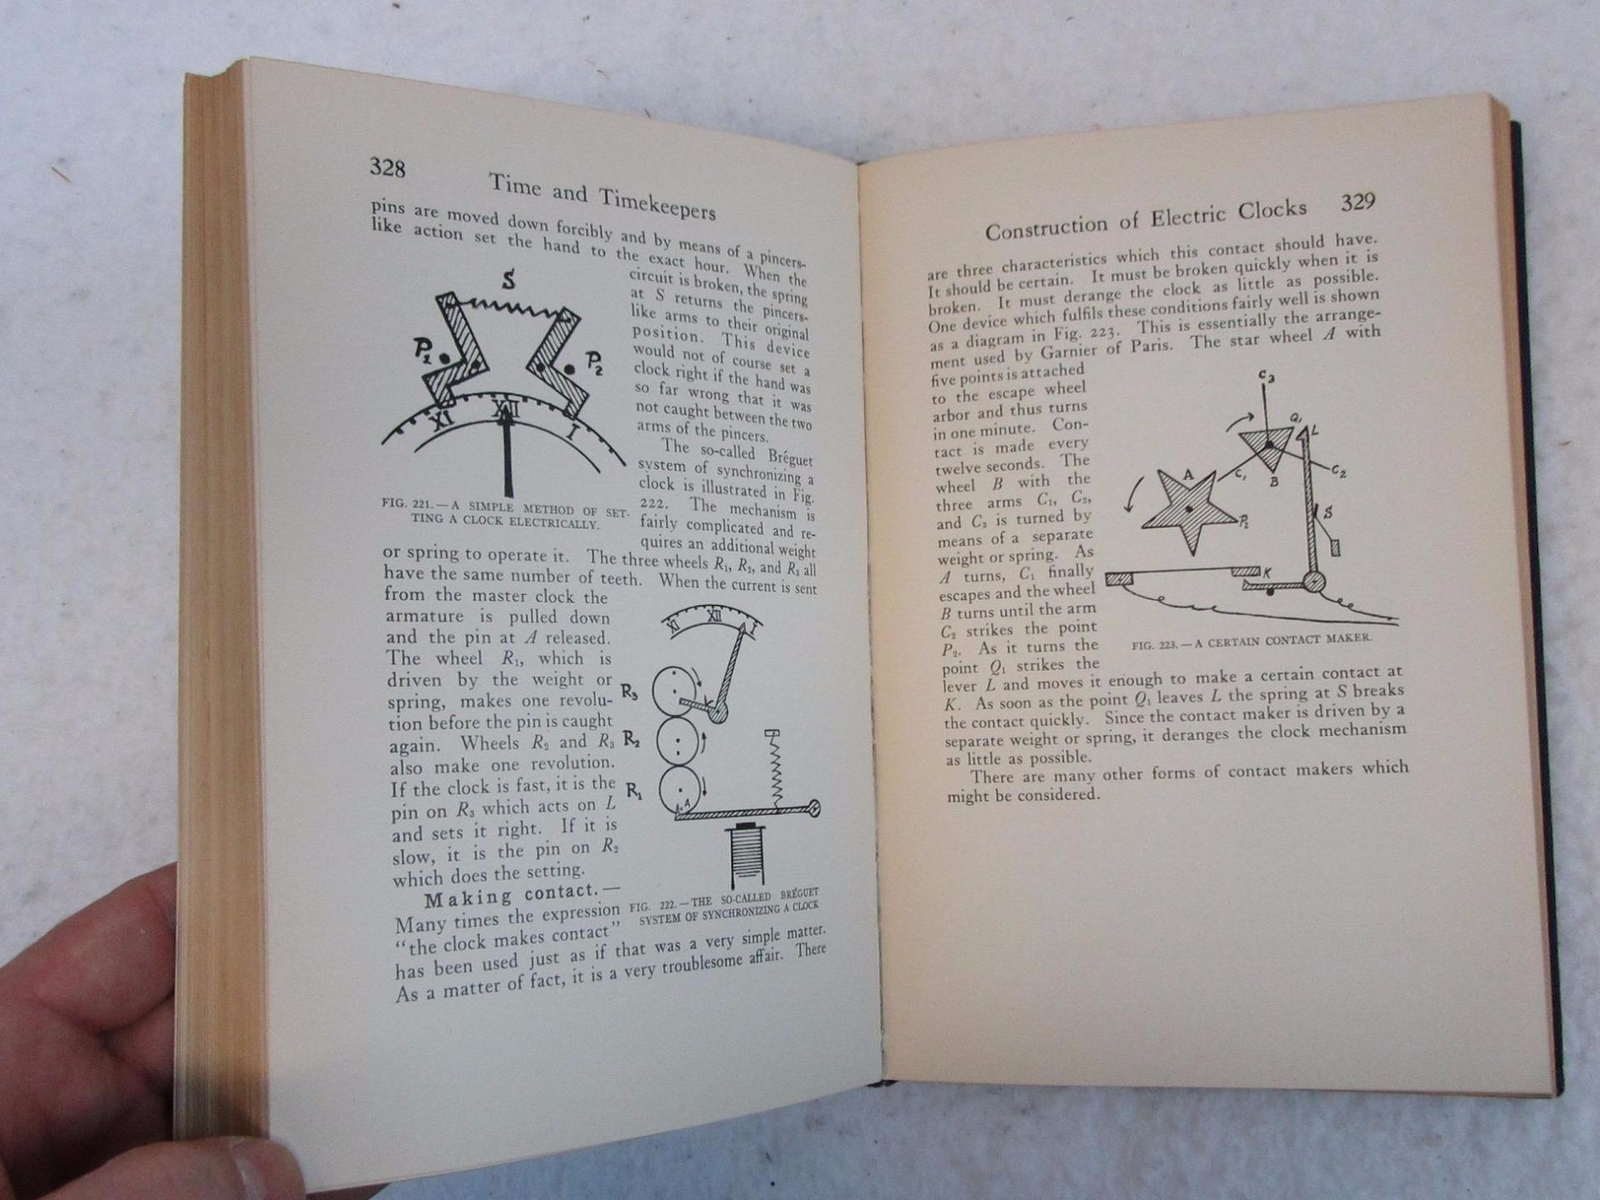 328
Time and Timekeepers
pins are moved down forcibly and by means of a pincers-
like action set the hand to the exact hour. When the
circuit is broken, the spring
at S returns the pincers-
like arms to their original
position. This device
would not of course set a
clock right if the hand was
so far wrong that it was
not caught between the two
arms of the pincers.
The so-called Bréguet
system of synchronizing a
clock is illustrated in Fig.
222. The mechanism is
fairly complicated and re-
quires an additional weight
S
P2
P2
XI
XII
I
FIG. 221.—A SIMPLE METHOD OF SET-
TING A CLOCK ELECTRICALLY.
or spring to operate it. The three wheels R1, R2, and R3 all
have the same number of teeth. When the current is sent
from the master clock the
armature is pulled down
and the pin at A released.
The wheel R1, which is
driven by the weight or
spring, makes one revolu-
tion before the pin is caught
again. Wheels R2 and R3
also make one revolution.
If the clock is fast, it is the
pin on R3 which acts on L
and sets it right. If it is
slow, it is the pin on R2
which does the setting.
XI
XII
I
R3
L
R2
R1
A
FIG. 222.—THE SO-CALLED BRÉGUET
SYSTEM OF SYNCHRONIZING A CLOCK
Making contact.—
Many times the expression
“the clock makes contact”
has been used just as if that was a very simple matter.
As a matter of fact, it is a very troublesome affair. There
Construction of Electric Clocks
329
are three characteristics which this contact should have.
It should be certain. It must be broken quickly when it is
broken. It must derange the clock as little as possible.
One device which fulfils these conditions fairly well is shown
as a diagram in Fig. 223. This is essentially the arrange-
ment used by Garnier of Paris. The star wheel A with
five points is attached
to the escape wheel
arbor and thus turns
in one minute. Con-
tact is made every
twelve seconds. The
wheel B with the
three arms C1, C2,
and C3 is turned by
means of a separate
weight or spring. As
A turns, C1 finally
escapes and the wheel
B turns until the arm
C2 strikes the point
P2. As it turns the
point Q1 strikes the
C3
Q1
L
C2
C1
B
A
P2
S
K
FIG. 223.—A CERTAIN CONTACT MAKER.
lever L and moves it enough to make a certain contact at
K. As soon as the point Q1 leaves L the spring at S breaks
the contact quickly. Since the contact maker is driven by a
separate weight or spring, it deranges the clock mechanism
as little as possible.
There are many other forms of contact makers which
might be considered.